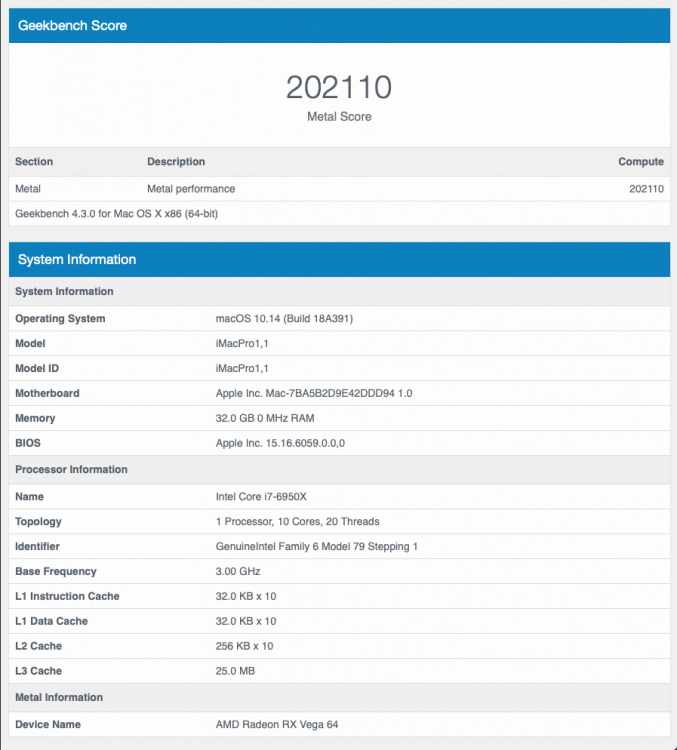 Geekbench Score
202110
Metal Score
Section Description Compute
Metal Metal performance 202110
Geekbench 4.3.0 for Mac OS X x86 (64-bit)
System Information
System Information
Operating System macOS 10.14 (Build 18A391)
Model iMacPro1,1
Model ID iMacPro1,1
Motherboard Apple Inc. Mac-7BA5B2D9E42DDD94 1.0
Memory 32.0 GB 0 MHz RAM
BIOS Apple Inc. 15.16.6059.0.0,0
Processor Information
Name Intel Core i7-6950X
Topology 1 Processor, 10 Cores, 20 Threads
Identifier GenuineIntel Family 6 Model 79 Stepping 1
Base Frequency 3.00 GHz
L1 Instruction Cache 32.0 KB x 10
L1 Data Cache 32.0 KB x 10
L2 Cache 256 KB x 10
L3 Cache 25.0 MB
Metal Information
Device Name AMD Radeon RX Vega 64